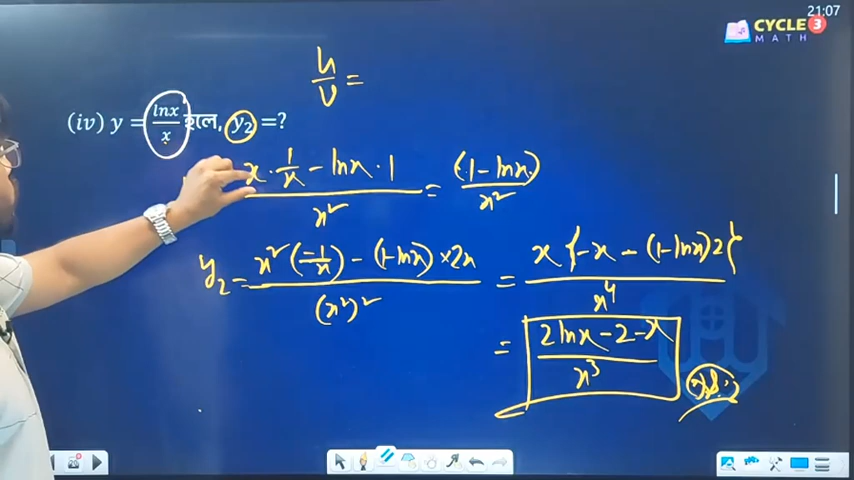 21:07
CYCLE 3
MATH
u/v =
(iv) y = lnx/x হলে, y₂ =?
(x · 1/x − lnx · 1)/x² = (1 − lnx)/x²
y₂ = (x²(−1/x) − (1−lnx) × 2x)/(x²)² = x{−x − (1−lnx)2}/x⁴
= (2lnx − 2 − x)/x³